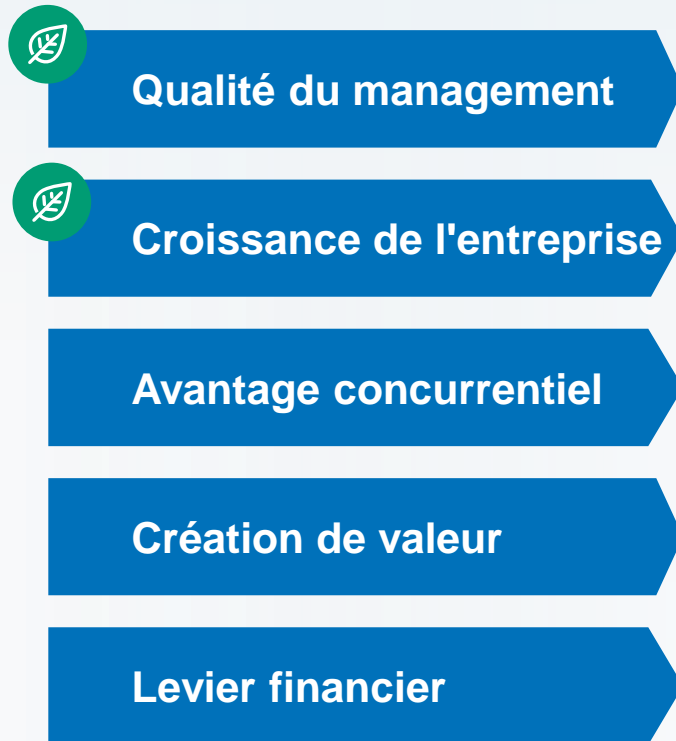 Qualité du management
Croissance de l'entreprise
Avantage concurrentiel
Création de valeur
Levier financier